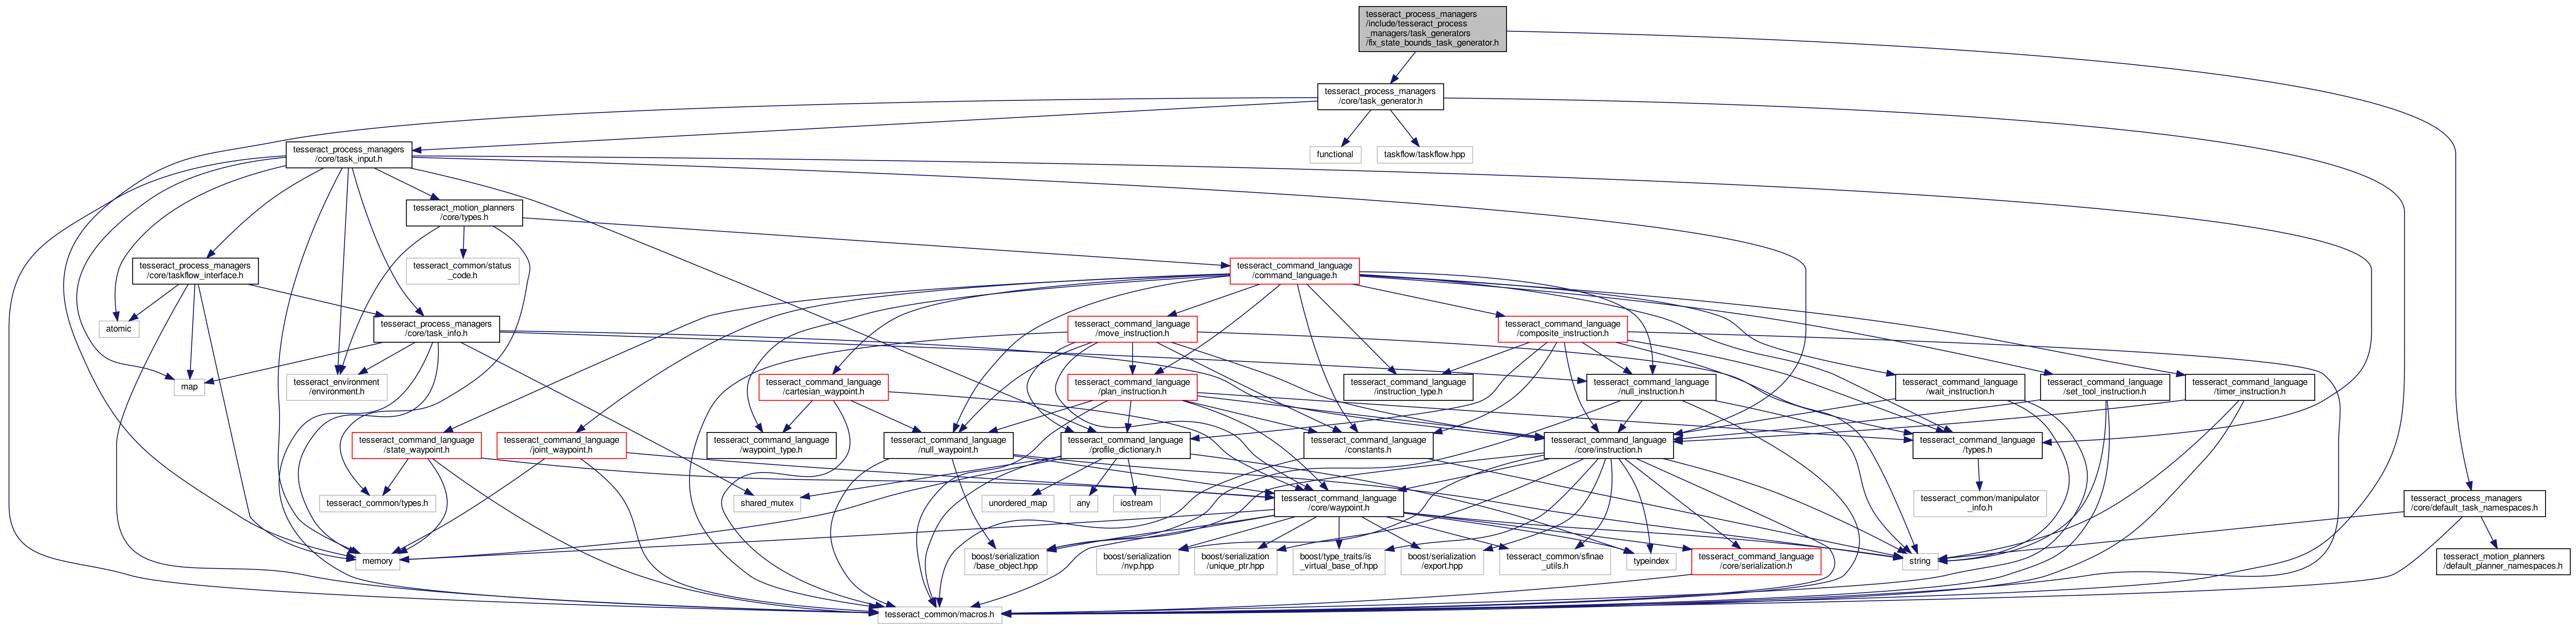 tesseract_process_managers
/include/tesseract_process
_managers/task_generators
/fix_state_bounds_task_generator.h
tesseract_process_managers
/core/task_generator.h
tesseract_process_managers
/core/task_input.h
functional
taskflow/taskflow.hpp
tesseract_motion_planners
/core/types.h
tesseract_process_managers
/core/taskflow_interface.h
tesseract_common/status
_code.h
tesseract_command_language
/command_language.h
atomic
tesseract_process_managers
/core/task_info.h
tesseract_command_language
/move_instruction.h
tesseract_command_language
/composite_instruction.h
map
tesseract_environment
/environment.h
tesseract_command_language
/cartesian_waypoint.h
tesseract_command_language
/plan_instruction.h
tesseract_command_language
/instruction_type.h
tesseract_command_language
/null_instruction.h
tesseract_command_language
/wait_instruction.h
tesseract_command_language
/set_tool_instruction.h
tesseract_command_language
/timer_instruction.h
tesseract_command_language
/state_waypoint.h
tesseract_command_language
/joint_waypoint.h
tesseract_command_language
/waypoint_type.h
tesseract_command_language
/null_waypoint.h
tesseract_command_language
/profile_dictionary.h
tesseract_command_language
/constants.h
tesseract_command_language
/core/instruction.h
tesseract_command_language
/types.h
tesseract_common/types.h
shared_mutex
unordered_map
any
iostream
tesseract_command_language
/core/waypoint.h
tesseract_common/manipulator
_info.h
tesseract_process_managers
/core/default_task_namespaces.h
memory
boost/serialization
/base_object.hpp
boost/serialization
/nvp.hpp
boost/serialization
/unique_ptr.hpp
boost/type_traits/is
_virtual_base_of.hpp
boost/serialization
/export.hpp
tesseract_common/sfinae
_utils.h
typeindex
tesseract_command_language
/core/serialization.h
string
tesseract_motion_planners
/default_planner_namespaces.h
tesseract_common/macros.h